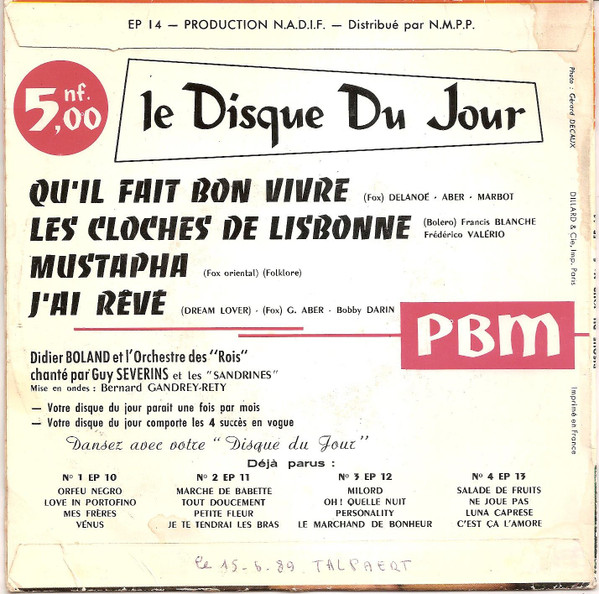 EP 14 — PRODUCTION N.A.D.I.F. — Distribué par N.M.P.P.
5,00 nf.
le Disque Du Jour
Photo : Gérard DECAUX
DILLARD & Cie, Imp. Paris
Imprimé en France
QU'IL FAIT BON VIVRE (Fox) DELANOÉ - ABER - MARBOT
LES CLOCHES DE LISBONNE (Bolero) Francis BLANCHE
Frédérico VALÉRIO
MUSTAPHA (Fox oriental) (Folklore)
J'AI RÊVÉ (DREAM LOVER) - (Fox) G. ABER - Bobby DARIN
PBM
Didier BOLAND et l'Orchestre des "Rois"
chanté par Guy SEVERINS et les "SANDRINES"
Mise en ondes : Bernard GANDREY-RETY
— Votre disque du jour parait une fois par mois
— Votre disque du jour comporte les 4 succès en vogue
Dansez avec votre "Disque du Jour"
Déjà parus :
N° 1 EP 10
ORFEU NEGRO
LOVE IN PORTOFINO
MES FRÈRES
VÉNUS
N° 2 EP 11
MARCHE DE BABETTE
TOUT DOUCEMENT
PETITE FLEUR
JE TE TENDRAI LES BRAS
N° 3 EP 12
MILORD
OH ! QUELLE NUIT
PERSONALITY
LE MARCHAND DE BONHEUR
N° 4 EP 13
SALADE DE FRUITS
NE JOUE PAS
LUNA CAPRESE
C'EST ÇA L'AMORE
le 15-6-89 TALPAERT